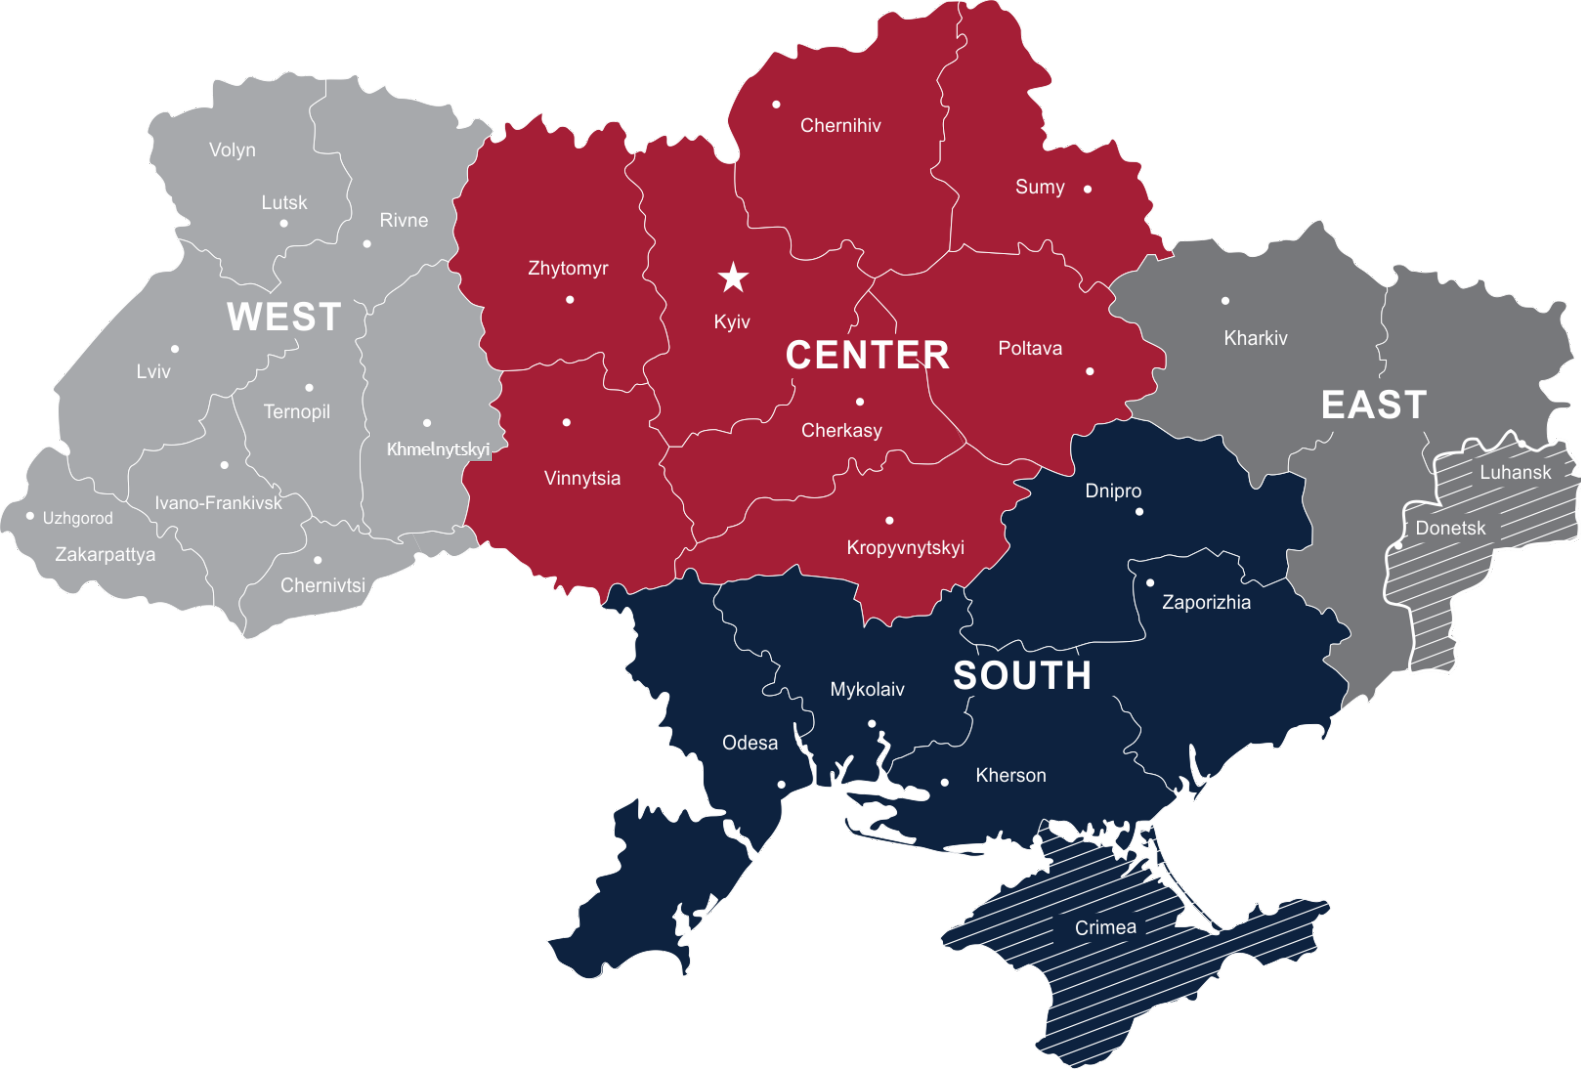 Chernihiv
Volyn
Sumy
Lutsk
Rivne
Zhytomyr
WEST
Kyiv
Kharkiv
Poltava
CENTER
Lviv
EAST
Ternopil
Cherkasy
Khmelnytskyi
Luhansk
Vinnytsia
Dnipro
Ivano-Frankivsk
Uzhgorod
Donetsk
Kropyvnytskyi
Zakarpattya
Chernivtsi
Zaporizhia
SOUTH
Mykolaiv
Odesa
Kherson
Crimea